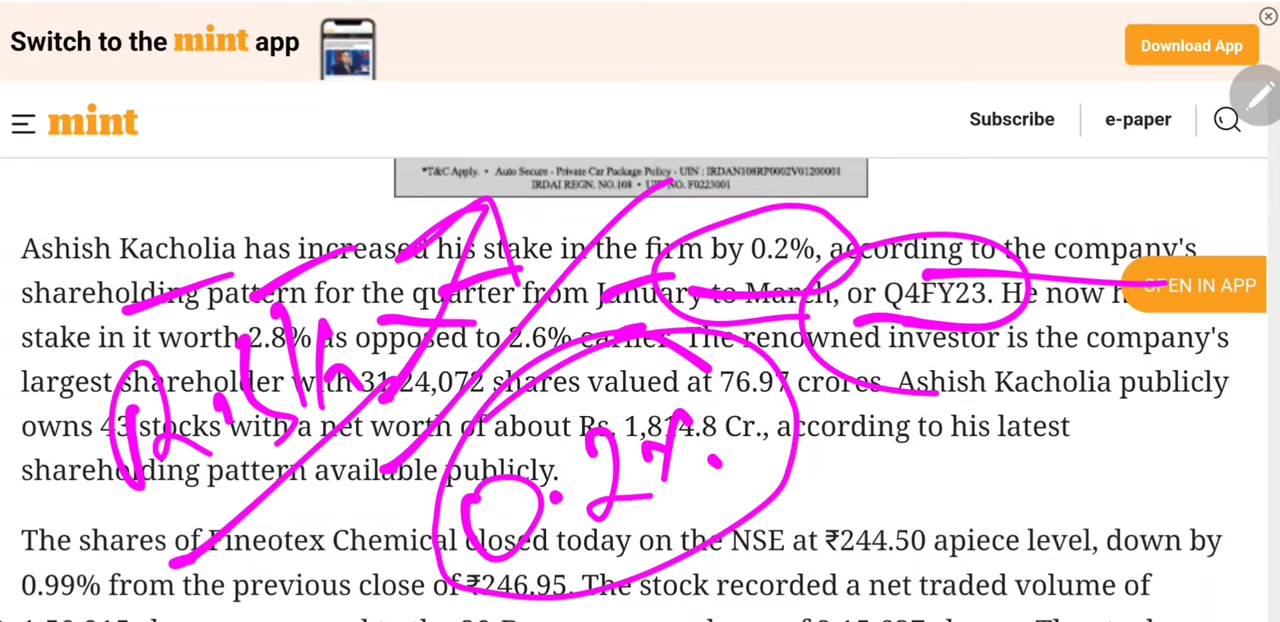 Switch to the mint app
Download App
mint
Subscribe
e-paper
*T&C Apply. • Auto Secure - Private Car Package Policy - UIN : IRDAN108RP0002V01200001
IRDAI REGN. NO.108 • UIN NO. F0223001
Ashish Kacholia has increased his stake in the firm by 0.2%, according to the company's
shareholding pattern for the quarter from January to March, or Q4FY23. He now
OPEN IN APP
stake in it worth 2.8% as opposed to 2.6% earlier. The renowned investor is the company's
largest shareholder with 31,24,072 shares valued at 76.97 crores. Ashish Kacholia publicly
owns 43 stocks with a net worth of about Rs. 1,814.8 Cr., according to his latest
shareholding pattern available publicly.
Risk
0.2%
The shares of Fineotex Chemical closed today on the NSE at ₹244.50 apiece level, down by
0.99% from the previous close of ₹246.95. The stock recorded a net traded volume of